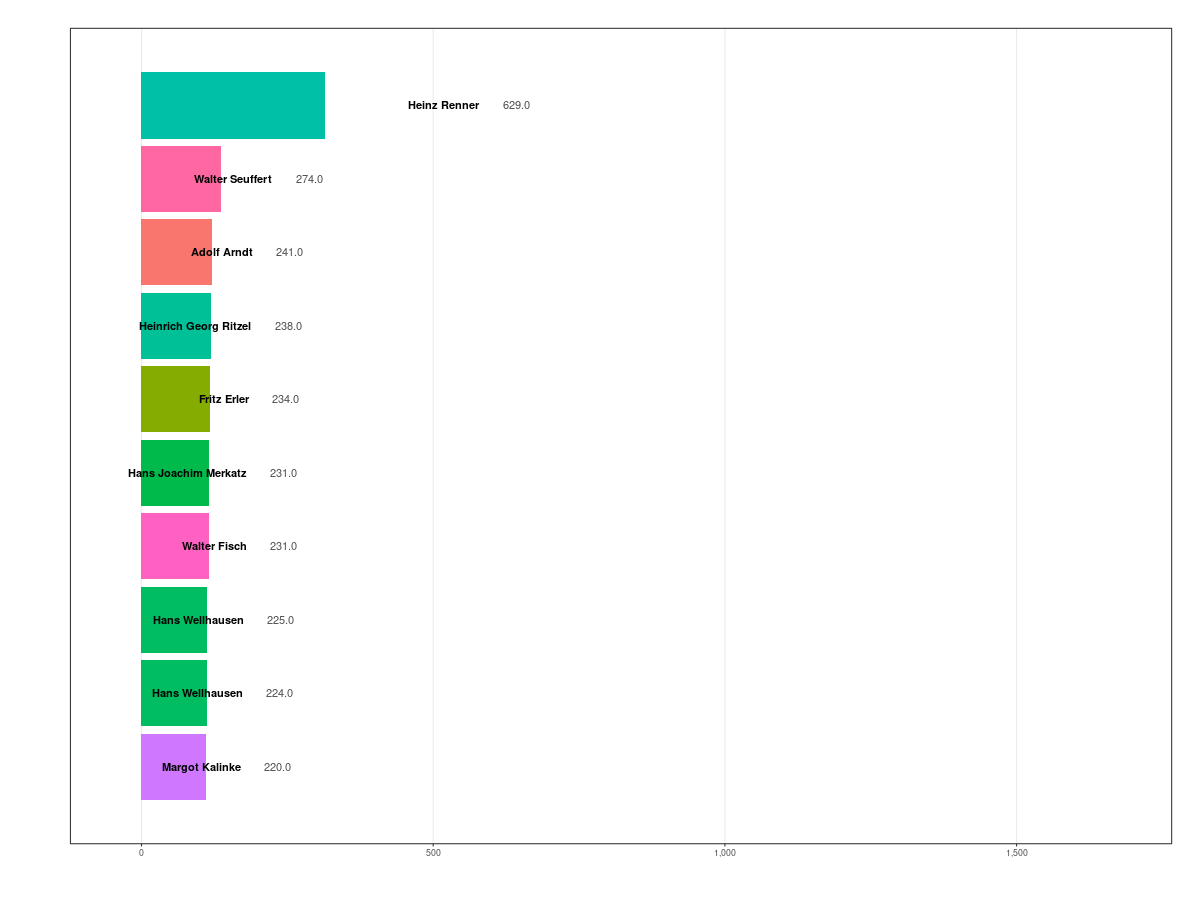 Heinz Renner 629.0
Walter Seuffert 274.0
Adolf Arndt 241.0
Heinrich Georg Ritzel 238.0
Fritz Erler 234.0
Hans Joachim Merkatz 231.0
Walter Fisch 231.0
Hans Wellhausen 225.0
Hans Wellhausen 224.0
Margot Kalinke 220.0
0 500 1,000 1,500